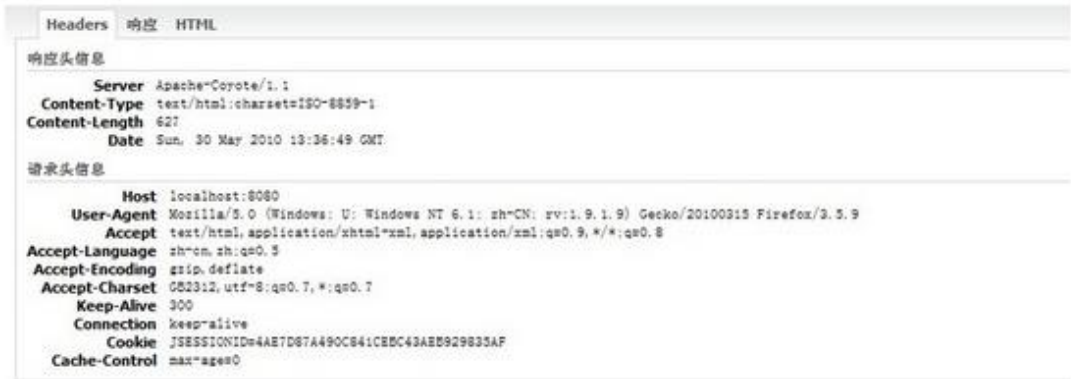 Headers 响应 HTML
响应头信息
Server Apache-Coyote/1.1
Content-Type text/html;charset=ISO-8859-1
Content-Length 627
Date Sun, 30 May 2010 13:36:49 GMT
请求头信息
Host localhost:8080
User-Agent Mozilla/5.0 (Windows; U; Windows NT 6.1; zh-CN; rv:1.9.1.9) Gecko/20100315 Firefox/3.5.9
Accept text/html,application/xhtml+xml,application/xml;q=0.9,*/*;q=0.8
Accept-Language zh-cn,zh;q=0.5
Accept-Encoding gzip,deflate
Accept-Charset GB2312,utf-8;q=0.7,*;q=0.7
Keep-Alive 300
Connection keep-alive
Cookie JSESSIONID=4AE7D87A490C841CEBC43AEB929835AF
Cache-Control max-age=0